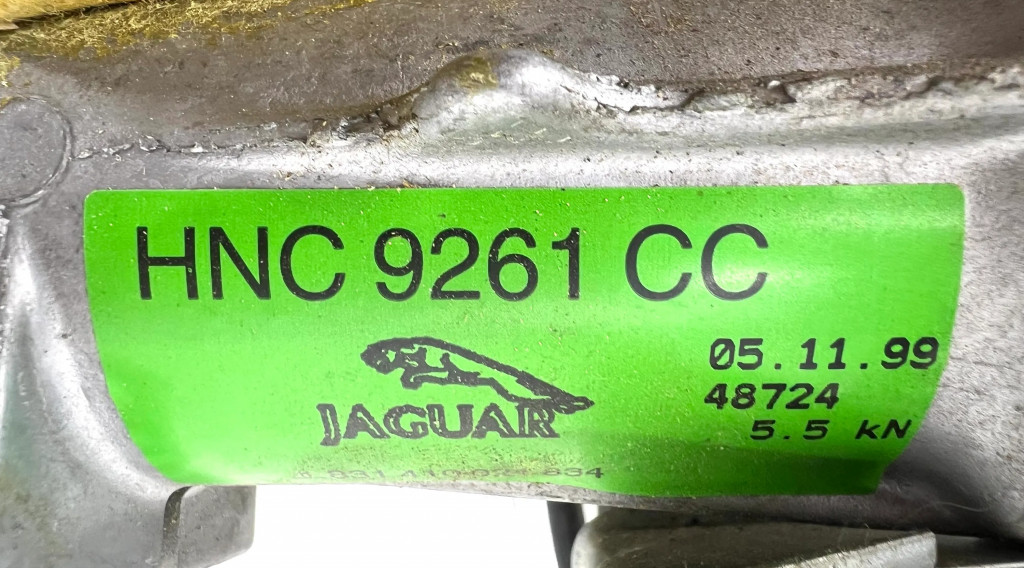 HNC 9261 CC
05.11.99
48724
JAGUAR
5.5 kN